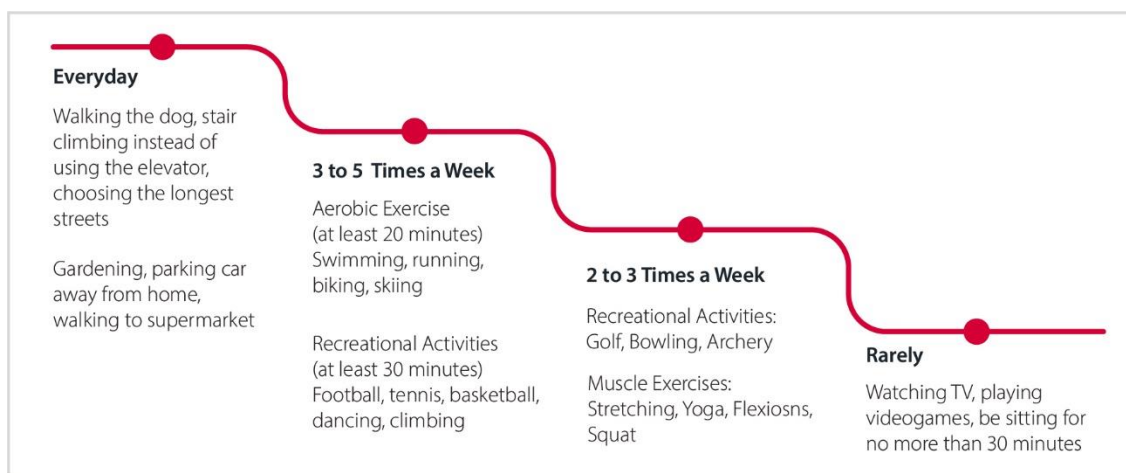 Everyday
Walking the dog, stair
climbing instead of
using the elevator,
choosing the longest
streets
Gardening, parking car
away from home,
walking to supermarket
3 to 5 Times a Week
Aerobic Exercise
(at least 20 minutes)
Swimming, running,
biking, skiing
Recreational Activities
(at least 30 minutes)
Football, tennis, basketball,
dancing, climbing
2 to 3 Times a Week
Recreational Activities:
Golf, Bowling, Archery
Muscle Exercises:
Stretching, Yoga, Flexiosns,
Squat
Rarely
Watching TV, playing
videogames, be sitting for
no more than 30 minutes